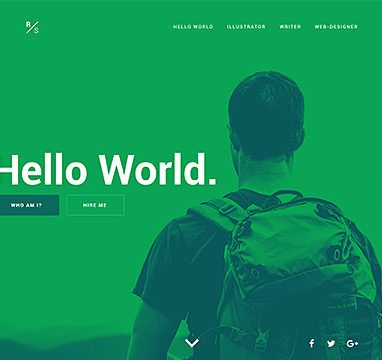 R
S
HELLO WORLD
ILLUSTRATOR
WRITER
WEB-DESIGNER
Hello World.
WHO AM I?
HIRE ME